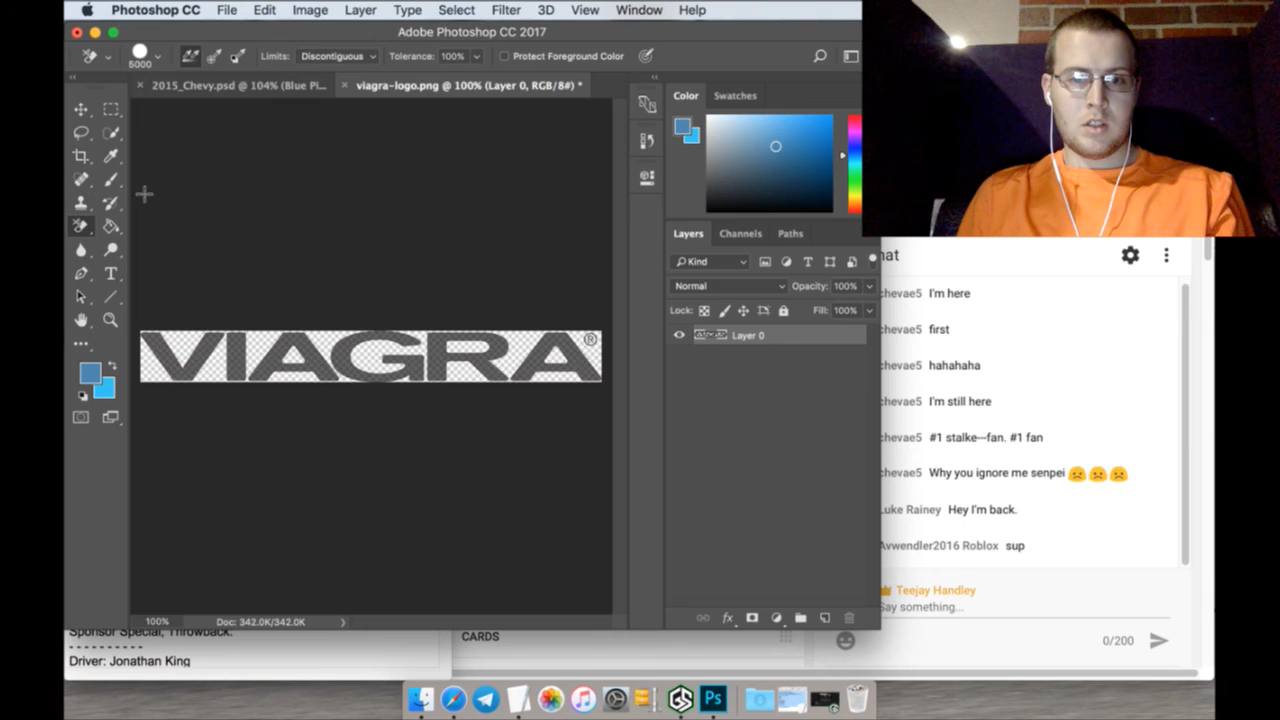 Photoshop CC File Edit Image Layer Type Select Filter 3D View Window Help
Adobe Photoshop CC 2017
5000 Limits: Discontiguous Tolerance: 100% Protect Foreground Color
2015_Chevy.psd @ 104% (Blue Pi... viagra-logo.png @ 100% (Layer 0, RGB/8#) *
Color Swatches
VIAGRA®
Layers Channels Paths
Kind
Normal Opacity: 100%
Lock: Fill: 100%
Layer 0
100% Doc: 342.0K/342.0K
hat
chevae5 I'm here
chevae5 first
chevae5 hahahaha
chevae5 I'm still here
chevae5 #1 stalke---fan. #1 fan
chevae5 Why you ignore me senpei
Luke Rainey Hey I'm back.
Avwendler2016 Roblox sup
Teejay Handley
Say something...
0/200
Sponsor Special, Throwback.
----------
Driver: Jonathan King
CARDS
GS Ps